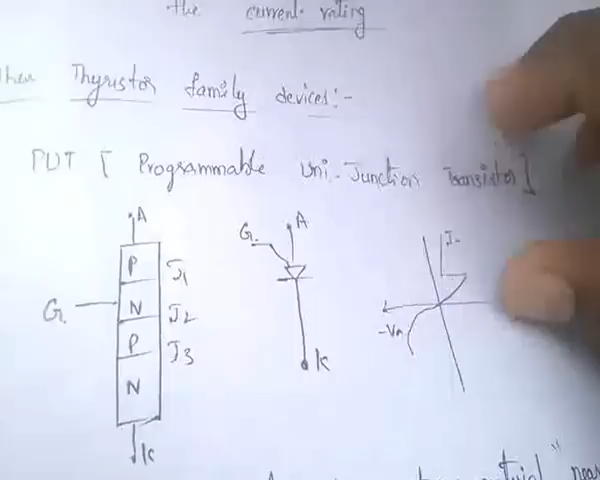 the current rating
Thyristor family devices:-
PUT [ Programmable Uni-Junction Transistor]
A
G. A
I
P J1
G. N J2
-VA
P J3
K
N
K